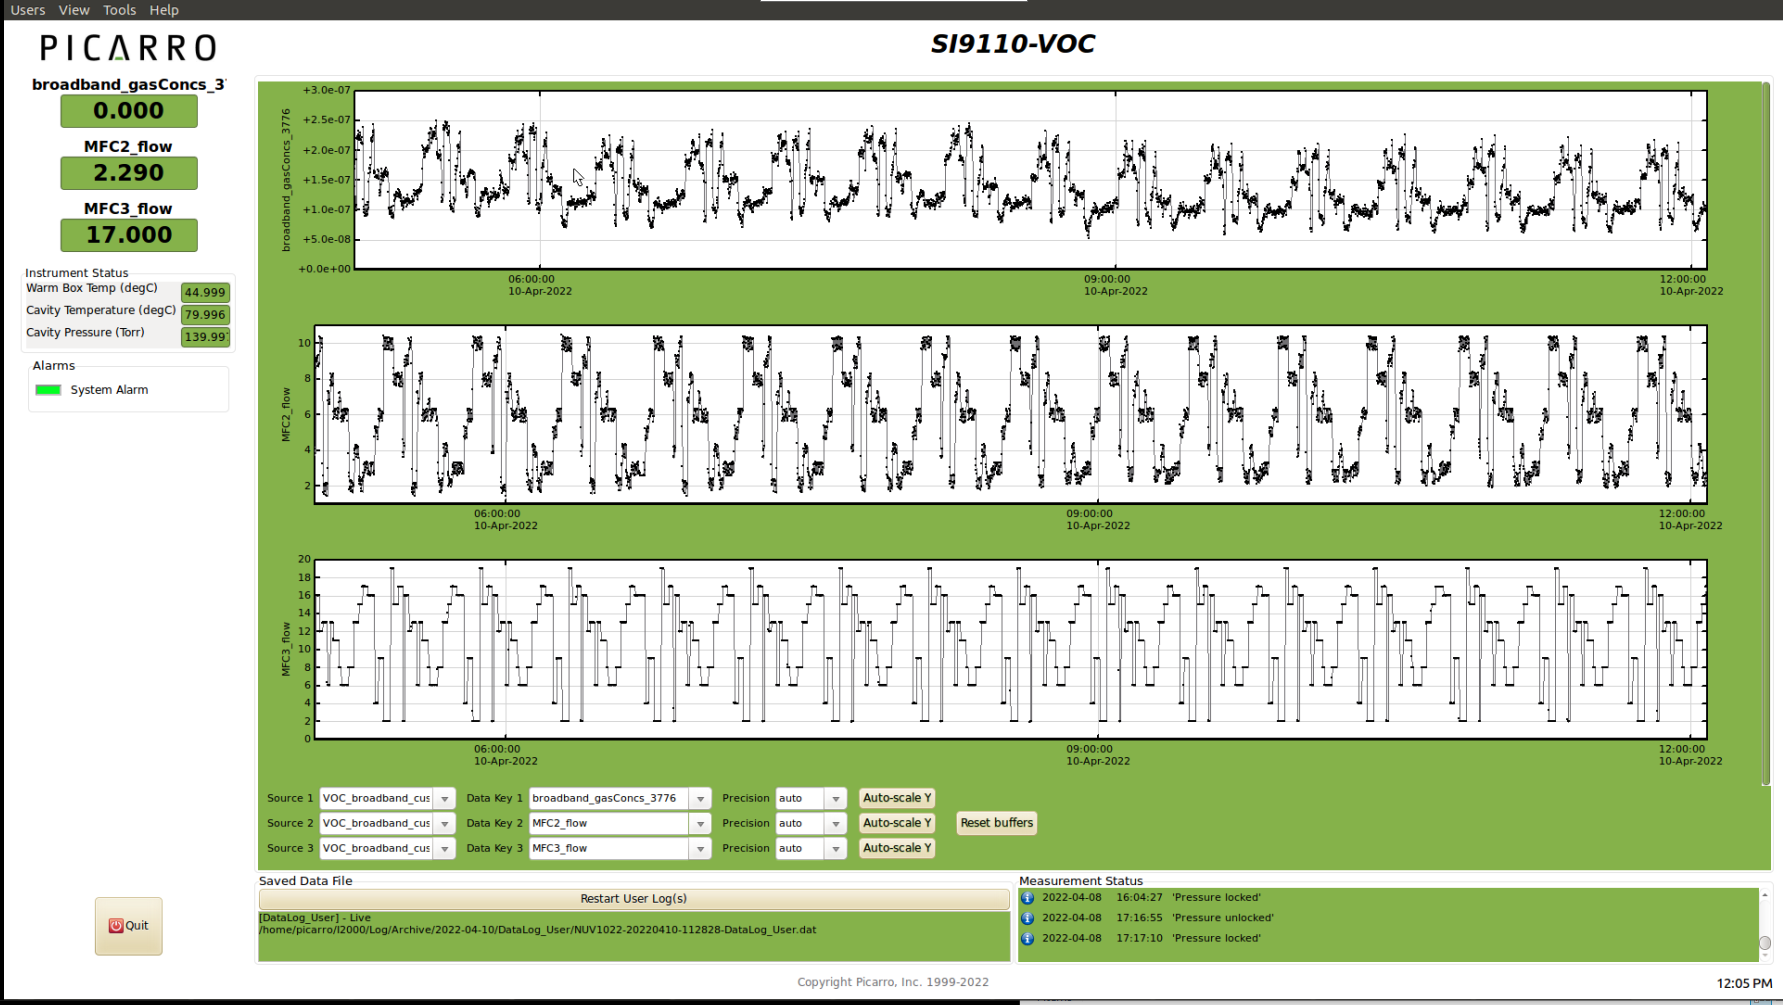 Users View Tools Help
PICARRO
SI9110-VOC
broadband_gasConcs_3
0.000
MFC2_flow
2.290
MFC3_flow
17.000
Instrument Status
Warm Box Temp (degC) 44.999
Cavity Temperature (degC) 79.996
Cavity Pressure (Torr) 139.99
Alarms
System Alarm
Quit
broadband_gasConcs_3776
+3.0e-07
+2.5e-07
+2.0e-07
+1.5e-07
+1.0e-07
+5.0e-08
+0.0e+00
06:00:00 09:00:00 12:00:00
10-Apr-2022 10-Apr-2022 10-Apr-2022
MFC2_flow
10
8
6
4
2
06:00:00 09:00:00 12:00:00
10-Apr-2022 10-Apr-2022 10-Apr-2022
MFC3_flow
20
18
16
14
12
10
8
6
4
2
0
06:00:00 09:00:00 12:00:00
10-Apr-2022 10-Apr-2022 10-Apr-2022
Source 1 VOC_broadband_cus Data Key 1 broadband_gasConcs_3776 Precision auto Auto-scale Y
Source 2 VOC_broadband_cus Data Key 2 MFC2_flow Precision auto Auto-scale Y Reset buffers
Source 3 VOC_broadband_cus Data Key 3 MFC3_flow Precision auto Auto-scale Y
Saved Data File
Restart User Log(s)
[DataLog_User] - Live
/home/picarro/I2000/Log/Archive/2022-04-10/DataLog_User/NUV1022-20220410-112828-DataLog_User.dat
Measurement Status
2022-04-08 16:04:27 'Pressure locked'
2022-04-08 17:16:55 'Pressure unlocked'
2022-04-08 17:17:10 'Pressure locked'
Copyright Picarro, Inc. 1999-2022
12:05 PM